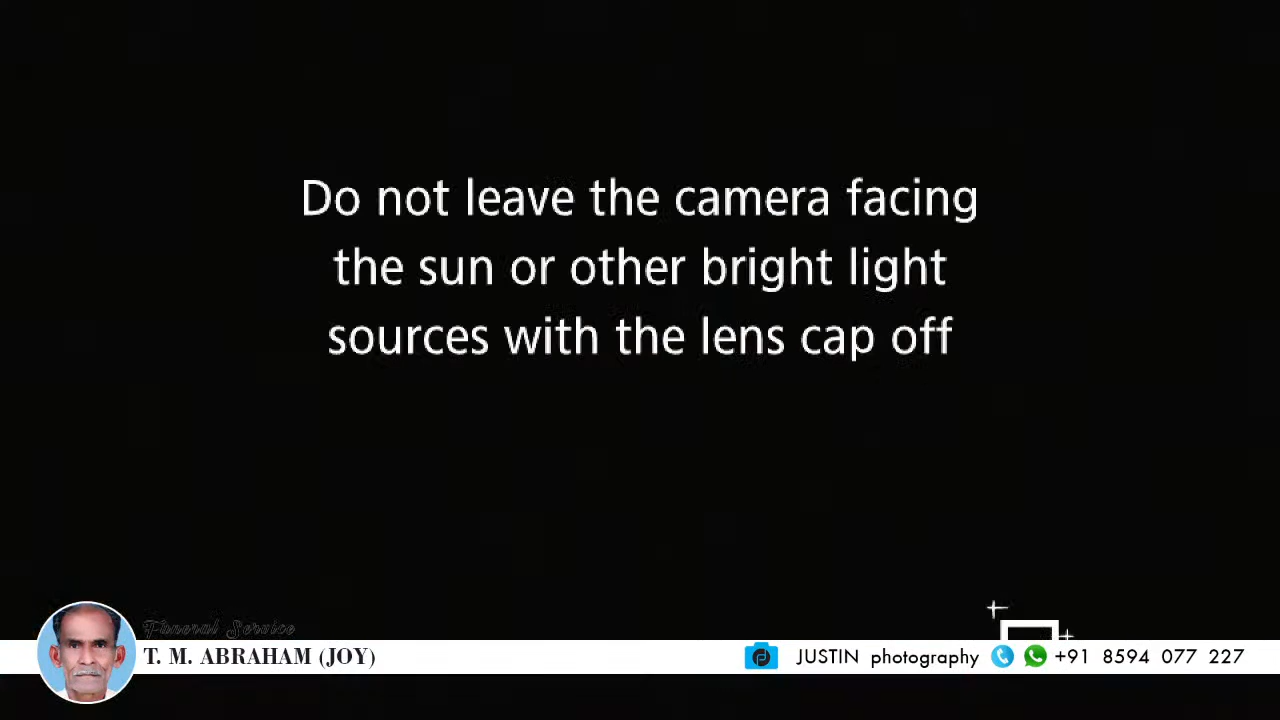 Do not leave the camera facing
the sun or other bright light
sources with the lens cap off
Funeral Service
T. M. ABRAHAM (JOY)
JUSTIN photography +91 8594 077 227